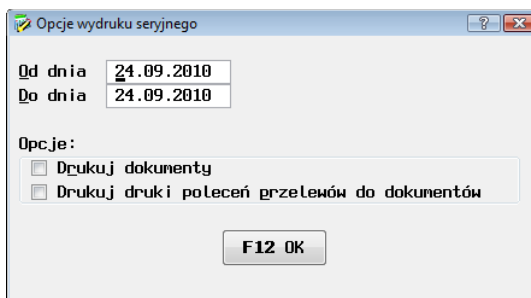 Opcje wydruku seryjnego
Od dnia 24.09.2010
Do dnia 24.09.2010
Opcje:
Drukuj dokumenty
Drukuj druki poleceń przelewów do dokumentów
F12 OK